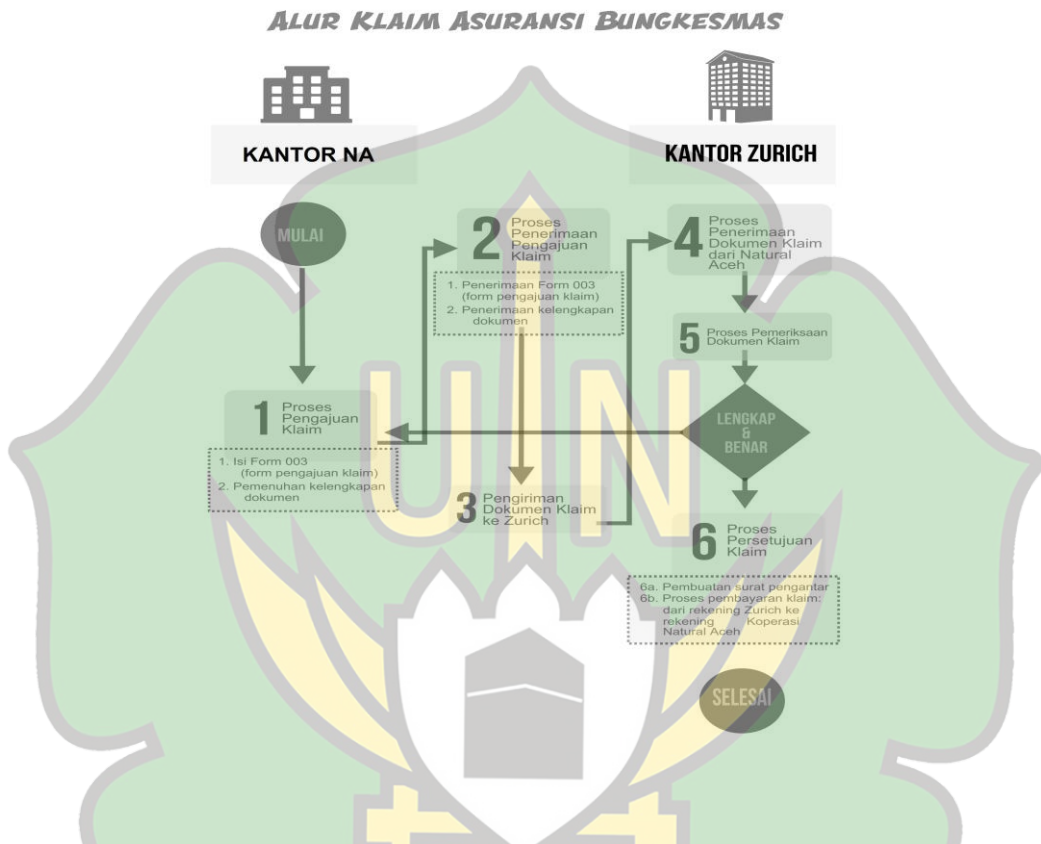 ALUR KLAIM ASURANSI BUNGKESMAS
KANTOR NA
KANTOR ZURICH
MULAI
1 Proses
Pengajuan
Klaim
1. Isi Form 003
(form pengajuan klaim)
2. Pemenuhan kelengkapan
dokumen
2 Proses
Penerimaan
Pengajuan
Klaim
1. Penerimaan Form 003
(form pengajuan klaim)
2. Penerimaan kelengkapan
dokumen
3 Pengiriman
Dokumen Klaim
ke Zurich
4 Proses
Penerimaan
Dokumen Klaim
dari Natural
Aceh
5 Proses Pemeriksaan
Dokumen Klaim
LENGKAP
&
BENAR
6 Proses
Persetujuan
Klaim
6a. Pembuatan surat pengantar
6b. Proses pembayaran klaim:
dari rekening Zurich ke
rekening Koperasi
Natural Aceh
SELESAI
UIN